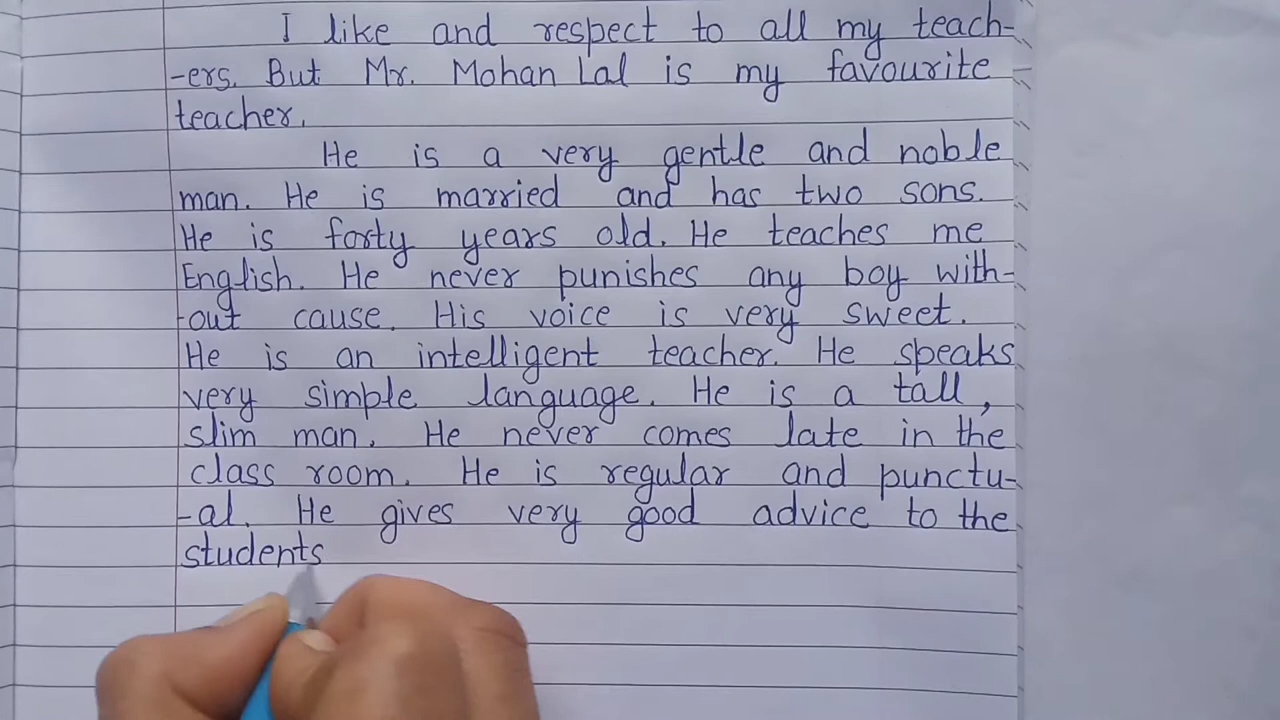 I like and respect to all my teach-
-ers. But Mr. Mohan Lal is my favourite
teacher.
He is a very gentle and noble
man. He is married and has two sons.
He is forty years old. He teaches me
English. He never punishes any boy with-
-out cause. His voice is very sweet.
He is an intelligent teacher. He speaks
very simple language. He is a tall,
slim man. He never comes late in the
class room. He is regular and punctu-
-al. He gives very good advice to the
students